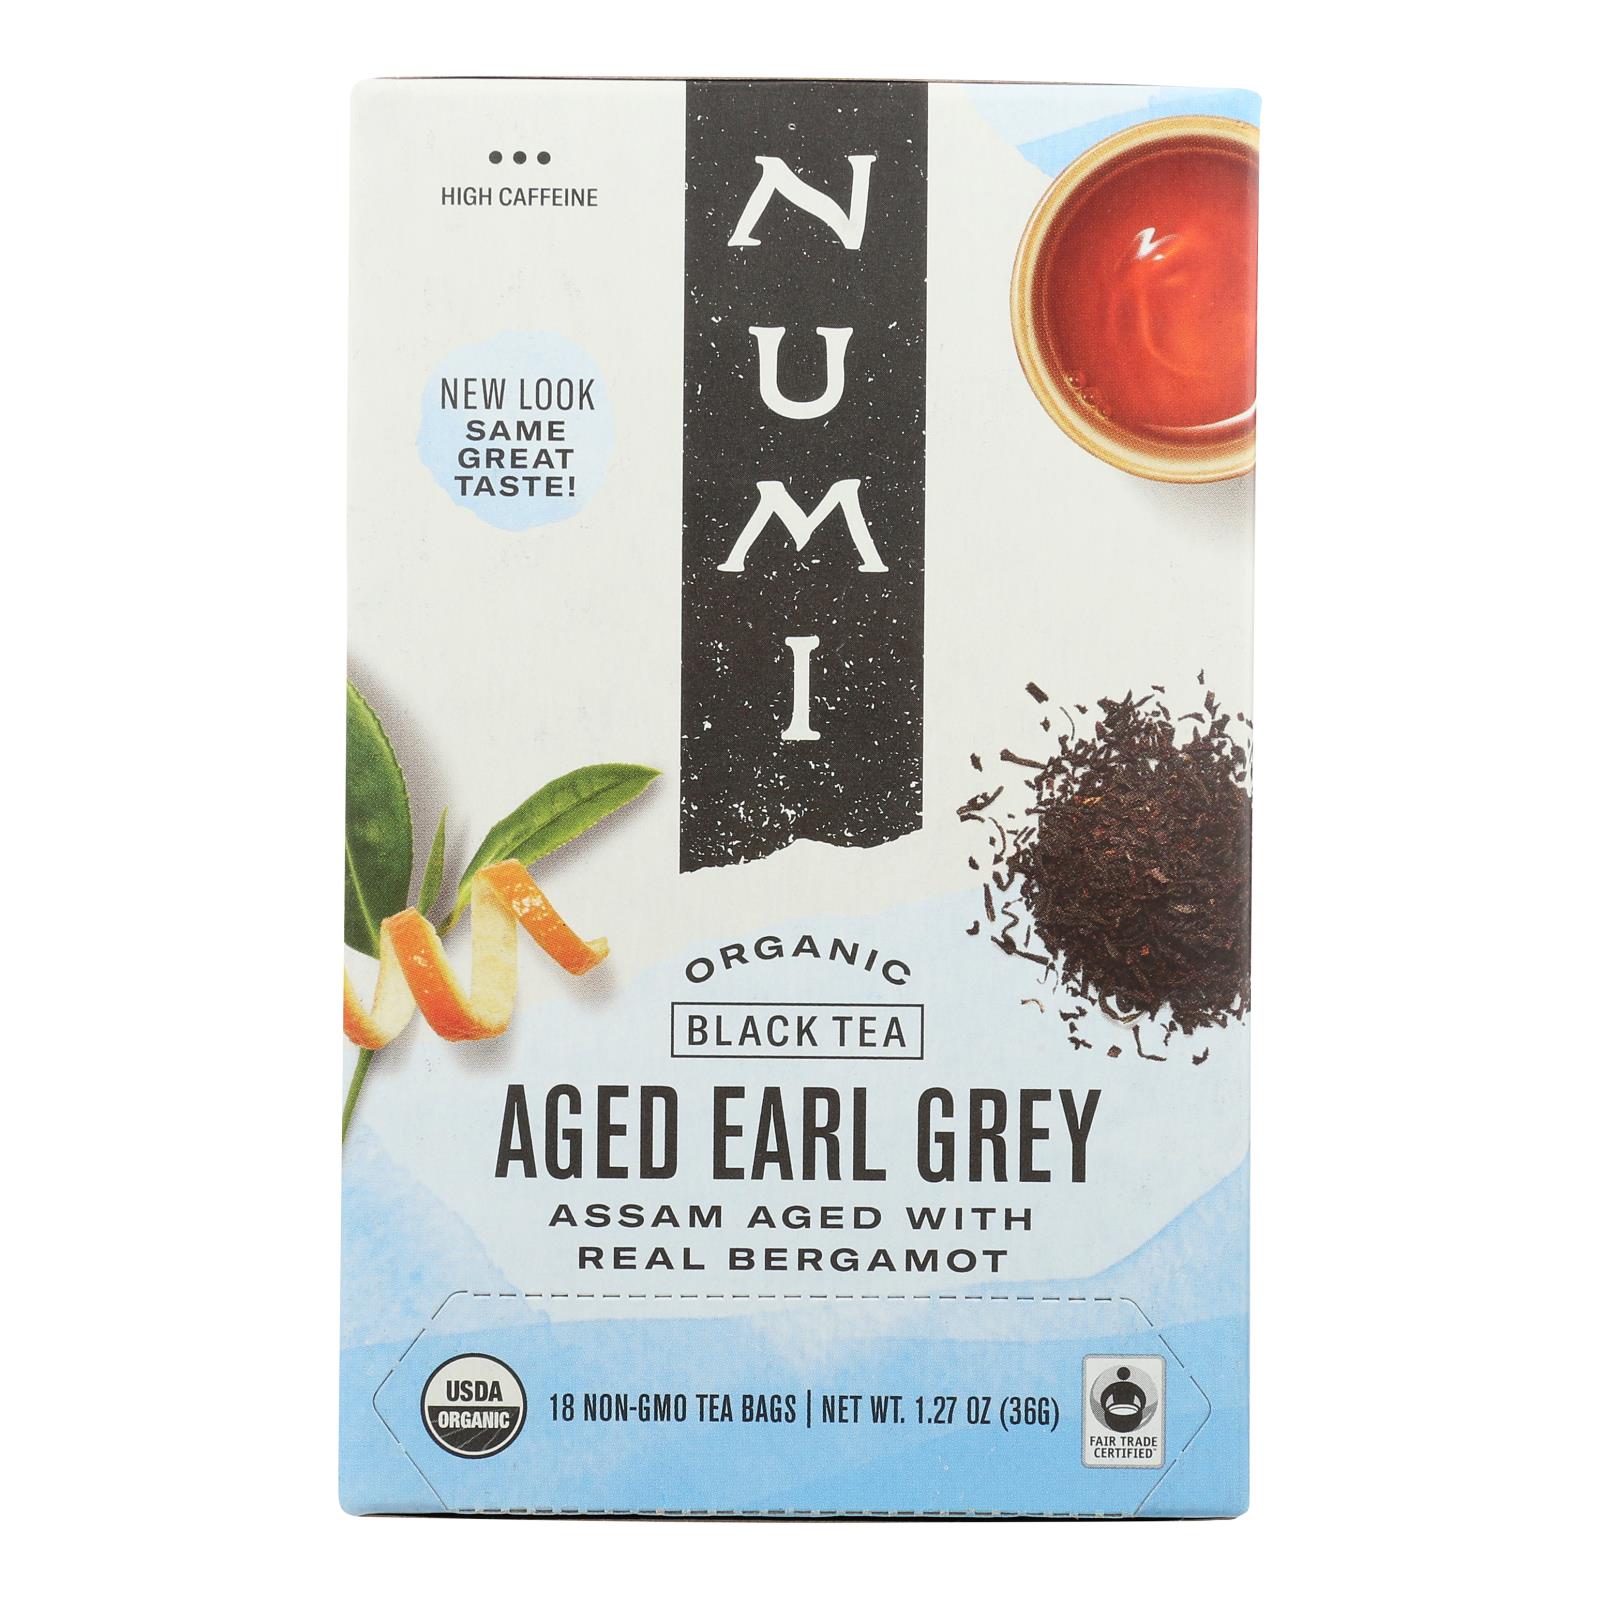 HIGH CAFFEINE
NUMI
NEW LOOK
SAME
GREAT
TASTE!
ORGANIC
BLACK TEA
AGED EARL GREY
ASSAM AGED WITH
REAL BERGAMOT
USDA
ORGANIC
18 NON-GMO TEA BAGS | NET WT. 1.27 OZ (36G)
FAIR TRADE
CERTIFIED™